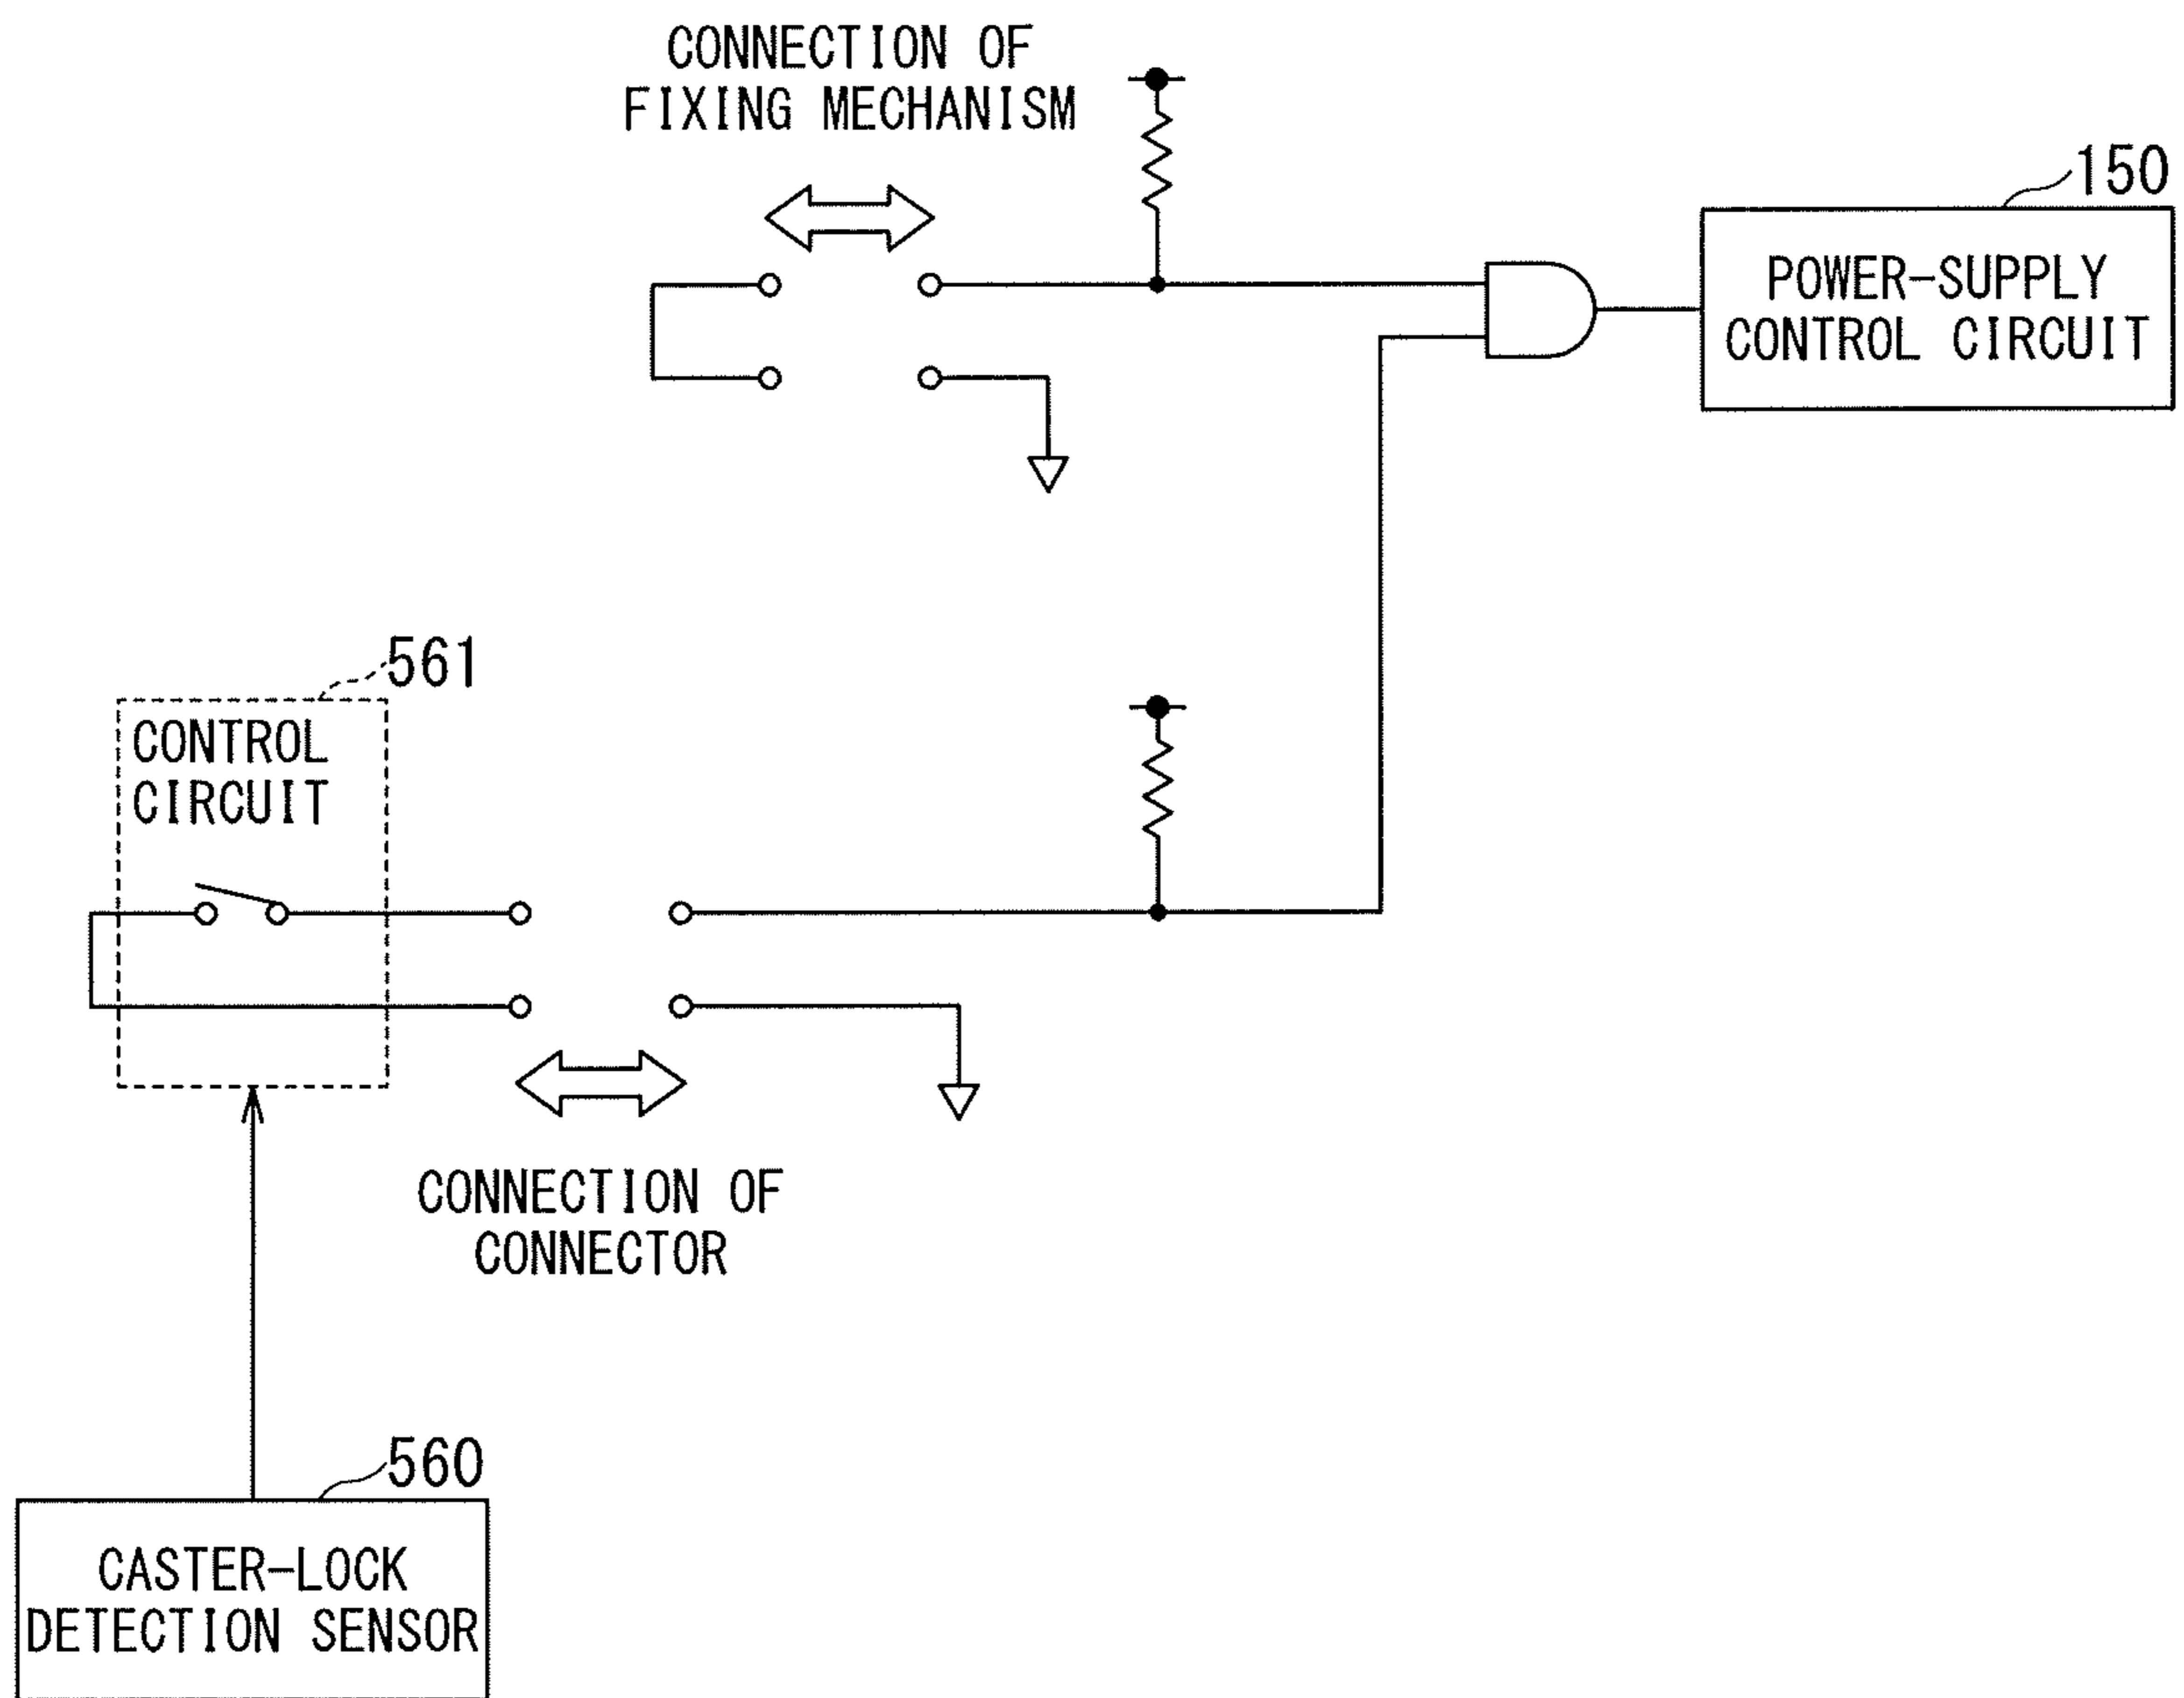 CONNECTION OF
FIXING MECHANISM
150
POWER-SUPPLY
CONTROL CIRCUIT
561
CONTROL
CIRCUIT
CONNECTION OF
CONNECTOR
560
CASTER-LOCK
DETECTION SENSOR